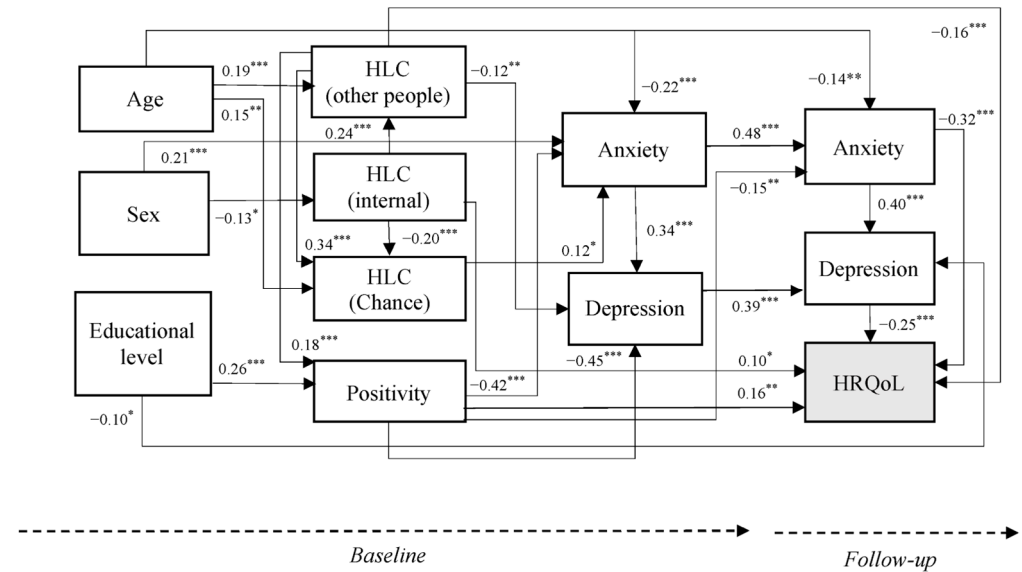 −0.16***
0.19***
HLC
(other people)
−0.12**
−0.22***
−0.14**
Age
0.15**
−0.32***
0.24***
0.48***
Anxiety
Anxiety
0.21***
HLC
(internal)
−0.15**
Sex
−0.13*
0.40***
−0.20***
0.34***
0.34***
0.12*
HLC
(Chance)
Depression
Depression
0.39***
Educational
level
−0.25***
0.18***
−0.45***
0.10*
0.26***
Positivity
−0.42***
HRQoL
0.16**
−0.10*
Baseline
Follow-up